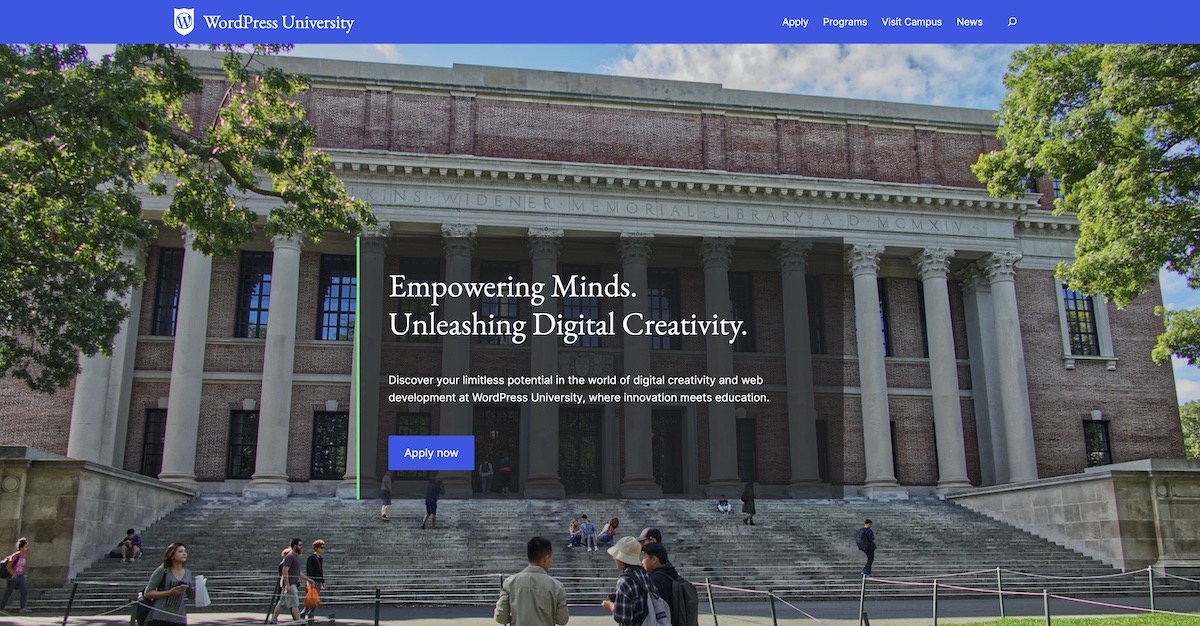 WordPress University
Apply
Programs
Visit Campus
News
KINS · WIDENER · MEMORIAL · LIBRARY · A · D · MCMXIV
Empowering Minds.
Unleashing Digital Creativity.
Discover your limitless potential in the world of digital creativity and web
development at WordPress University, where innovation meets education.
Apply now